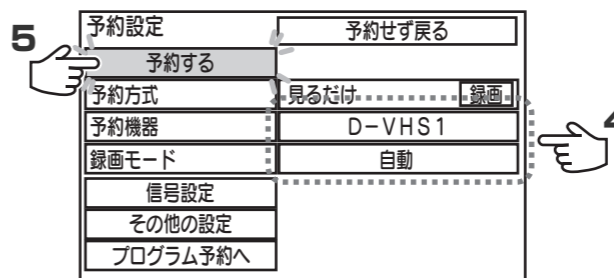 5
予約設定 予約せず戻る
予約する
予約方式 見るだけ 録画
予約機器 D-VHS1
録画モード 自動
4
信号設定
その他の設定
プログラム予約へ